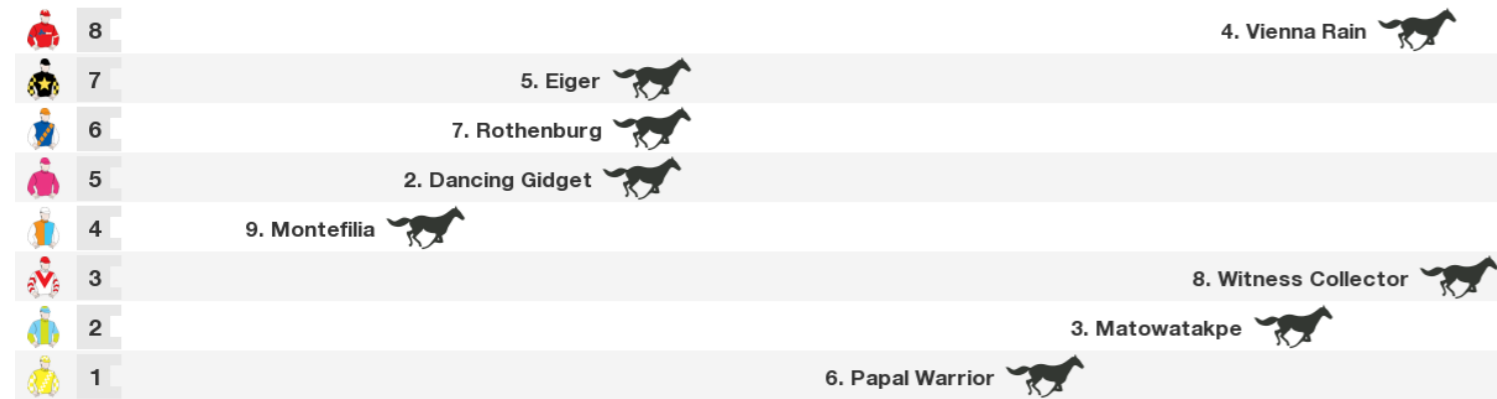 8 4. Vienna Rain
7 5. Eiger
6 7. Rothenburg
5 2. Dancing Gidget
4 9. Montefilia
3 8. Witness Collector
2 3. Matowatakpe
1 6. Papal Warrior